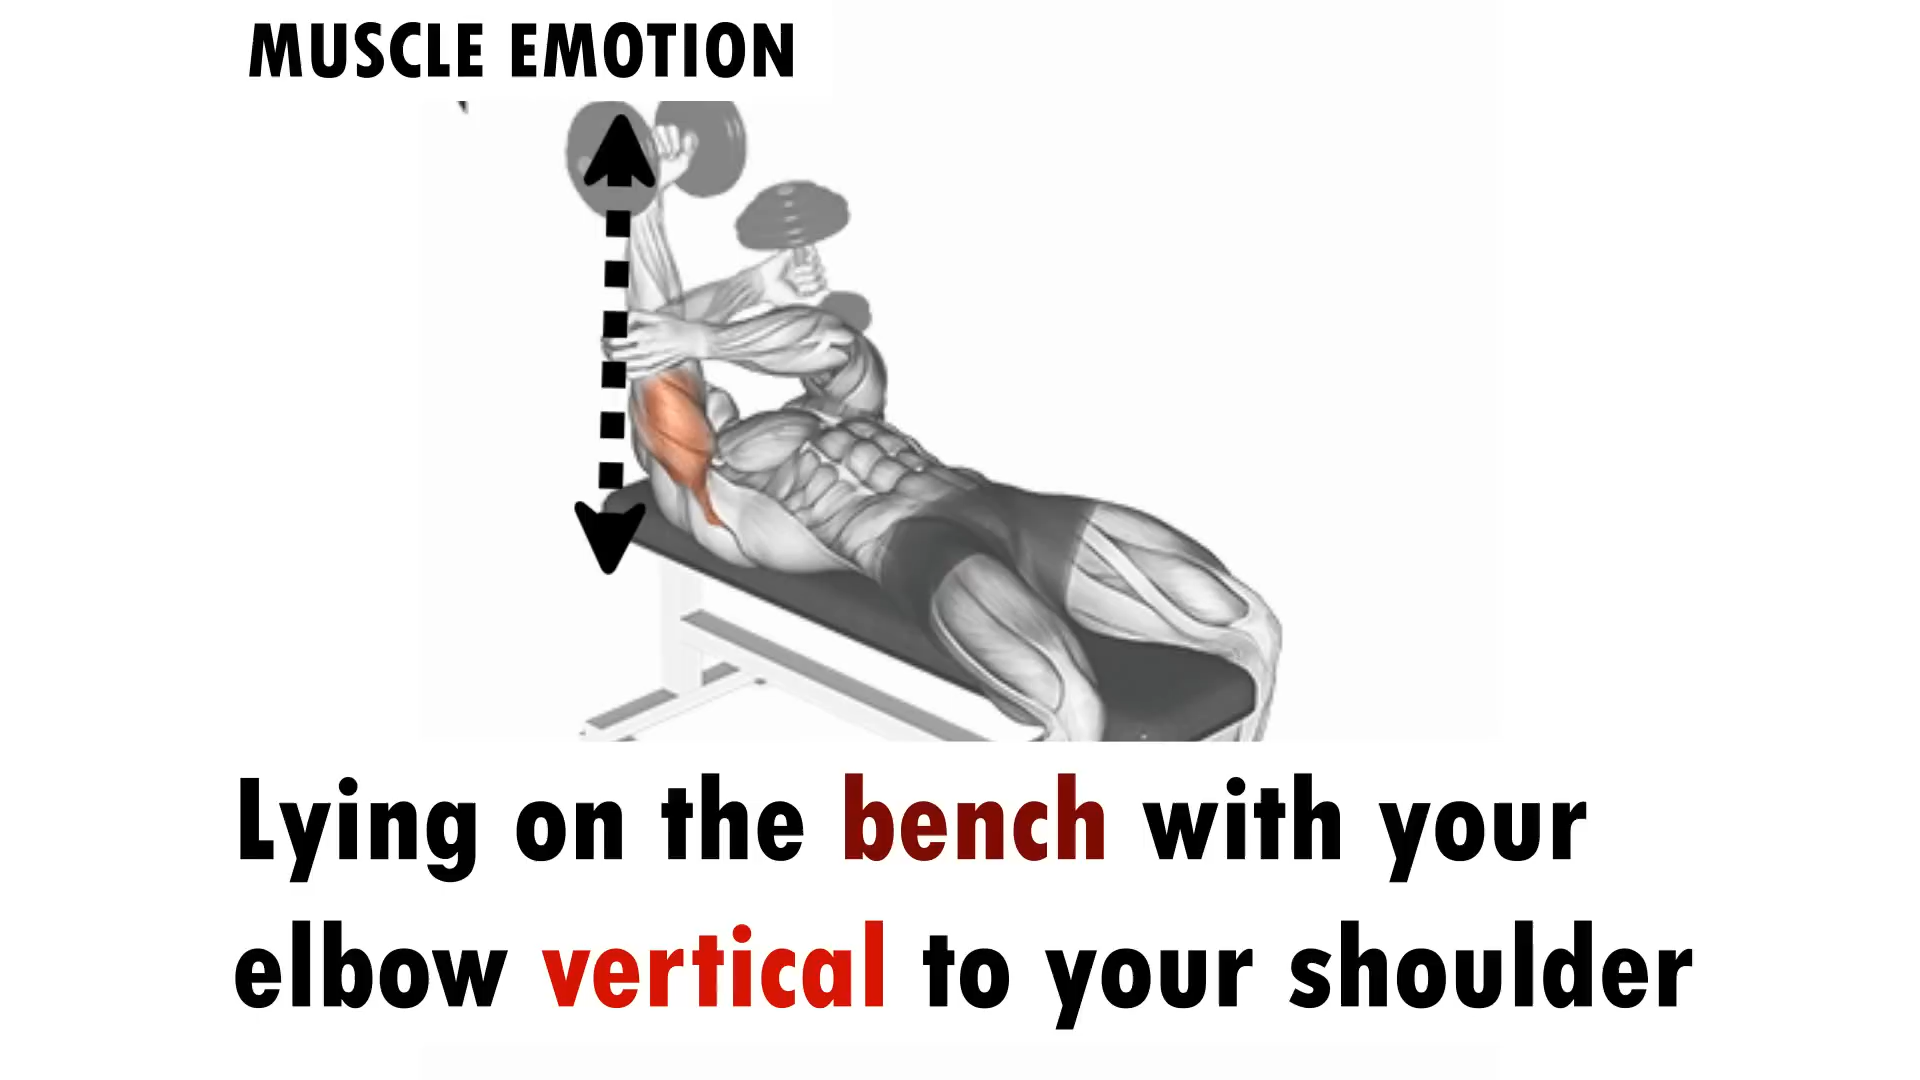 MUSCLE EMOTION
Lying on the bench with your
elbow vertical to your shoulder